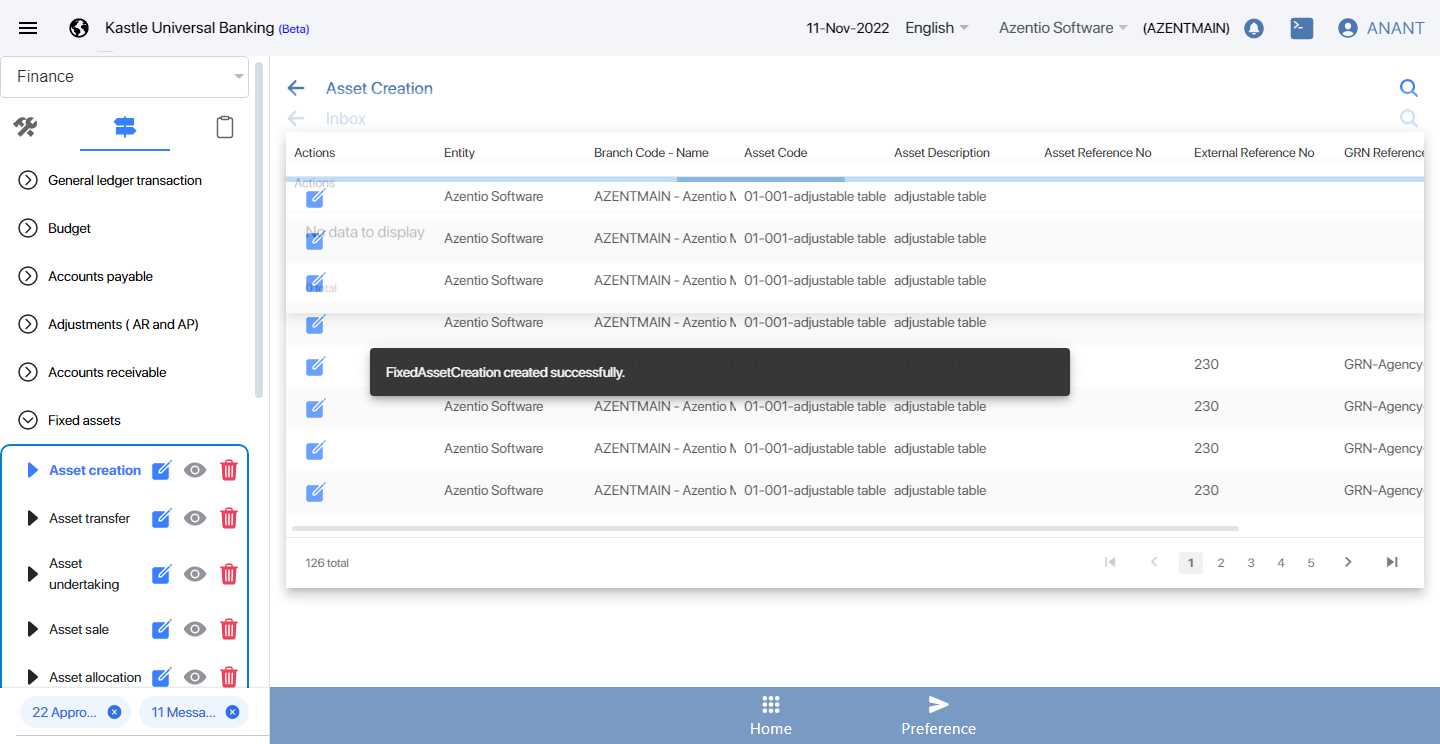 Kastle Universal Banking (Beta)
11-Nov-2022 English Azentio Software (AZENTMAIN) ANANT
Finance
General ledger transaction
Budget
Accounts payable
Adjustments ( AR and AP)
Accounts receivable
Fixed assets
Asset creation
Asset transfer
Asset
undertaking
Asset sale
Asset allocation
22 Appro...
11 Messa...
Asset Creation
Inbox
Actions Entity Branch Code - Name Asset Code Asset Description Asset Reference No External Reference No GRN Reference
Actions
Azentio Software AZENTMAIN - Azentio M 01-001-adjustable table adjustable table
No data to display
Azentio Software AZENTMAIN - Azentio M 01-001-adjustable table adjustable table
Azentio Software AZENTMAIN - Azentio M 01-001-adjustable table adjustable table
0 total
Azentio Software AZENTMAIN - Azentio M 01-001-adjustable table adjustable table
230 GRN-Agency-
FixedAssetCreation created successfully.
Azentio Software AZENTMAIN - Azentio M 01-001-adjustable table adjustable table 230 GRN-Agency-
Azentio Software AZENTMAIN - Azentio M 01-001-adjustable table adjustable table 230 GRN-Agency-
Azentio Software AZENTMAIN - Azentio M 01-001-adjustable table adjustable table 230 GRN-Agency-
126 total
1 2 3 4 5
Home
Preference